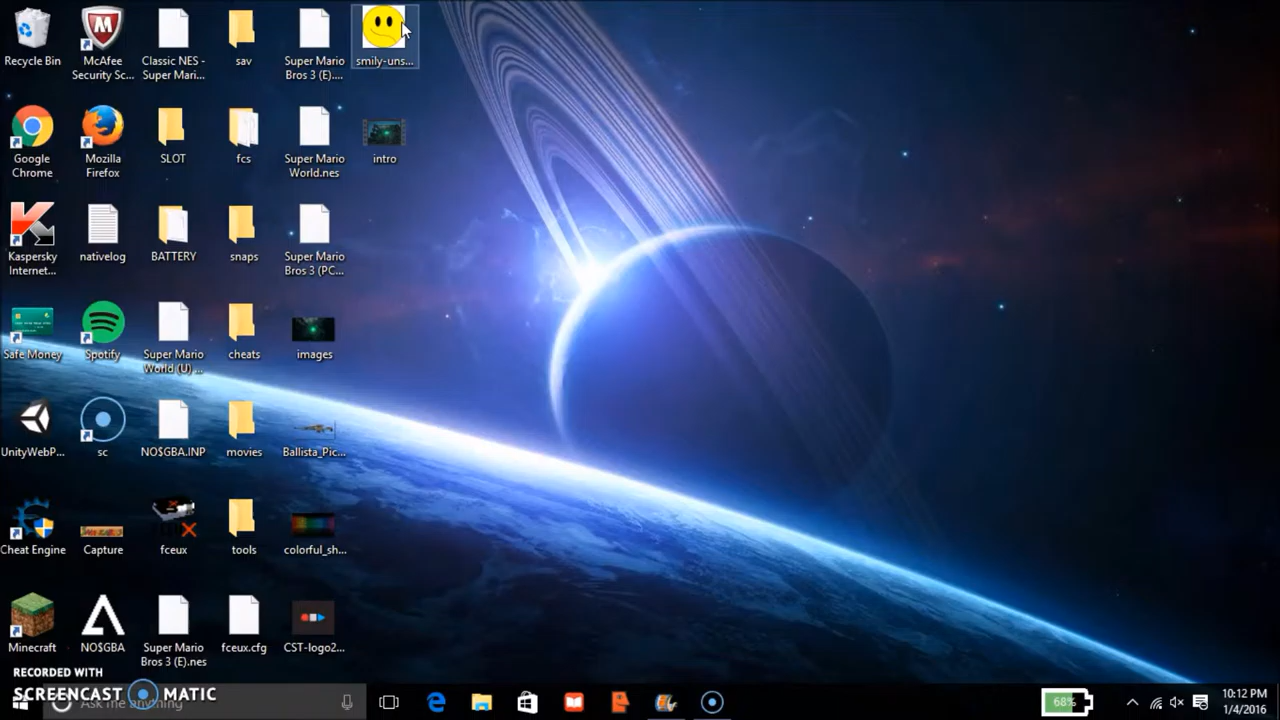 Recycle Bin
McAfee
Security Sc...
Classic NES -
Super Mari...
sav
Super Mario
Bros 3 (E)....
smily-uns...
Google
Chrome
Mozilla
Firefox
SLOT
fcs
Super Mario
World.nes
intro
Kaspersky
Internet...
nativelog
BATTERY
snaps
Super Mario
Bros 3 (PC...
Safe Money
Spotify
Super Mario
World (U) ...
cheats
images
UnityWebP...
sc
NO$GBA.INP
movies
Ballista_Pic...
Cheat Engine
Capture
fceux
tools
colorful_sh...
Minecraft
NO$GBA
Super Mario
Bros 3 (E).nes
fceux.cfg
CST-logo2...
RECORDED WITH
SCREENCAST MATIC
Ask me anything
68%
10:12 PM
1/4/2016